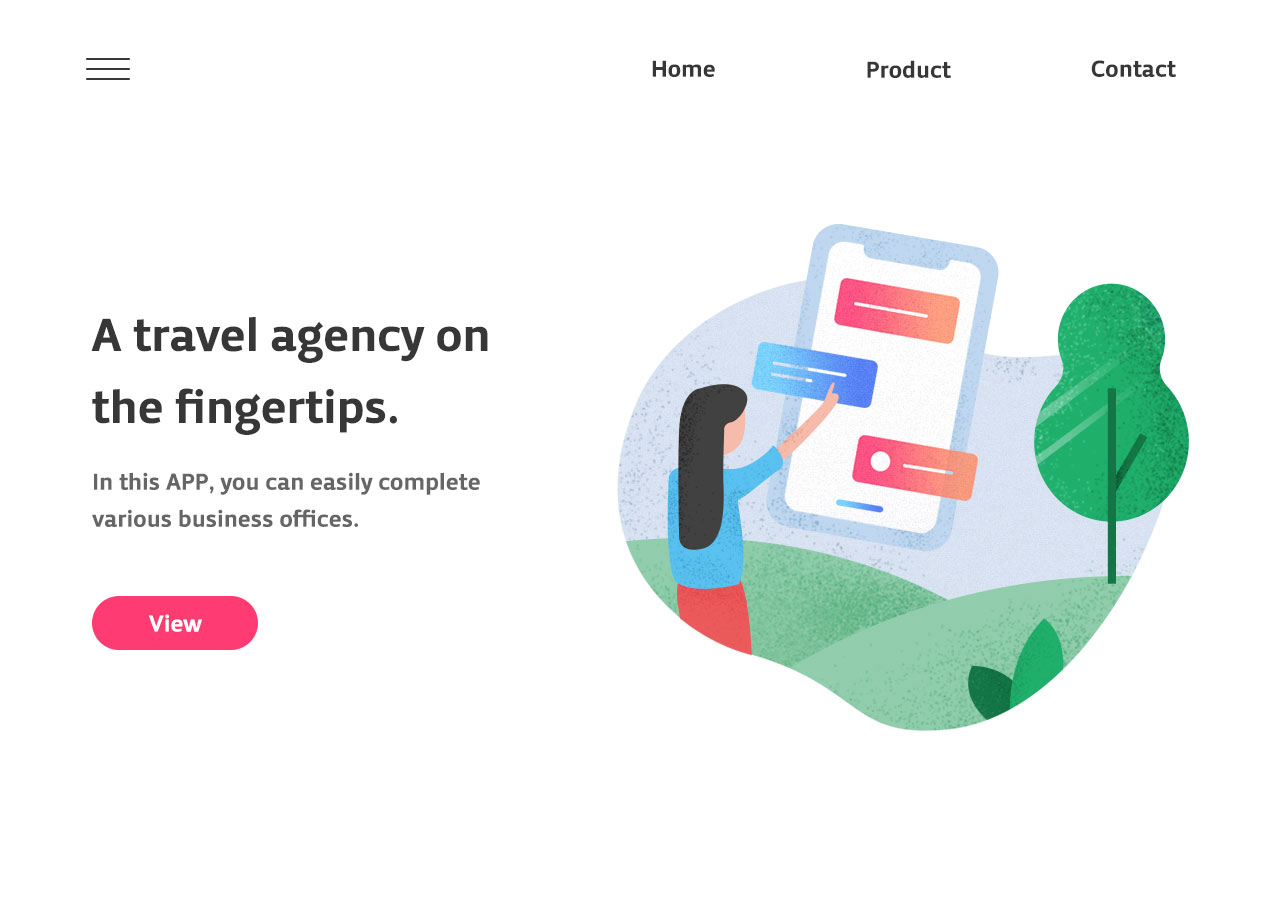 Home
Product
Contact
A travel agency on
the fingertips.
In this APP, you can easily complete
various business offices.
View